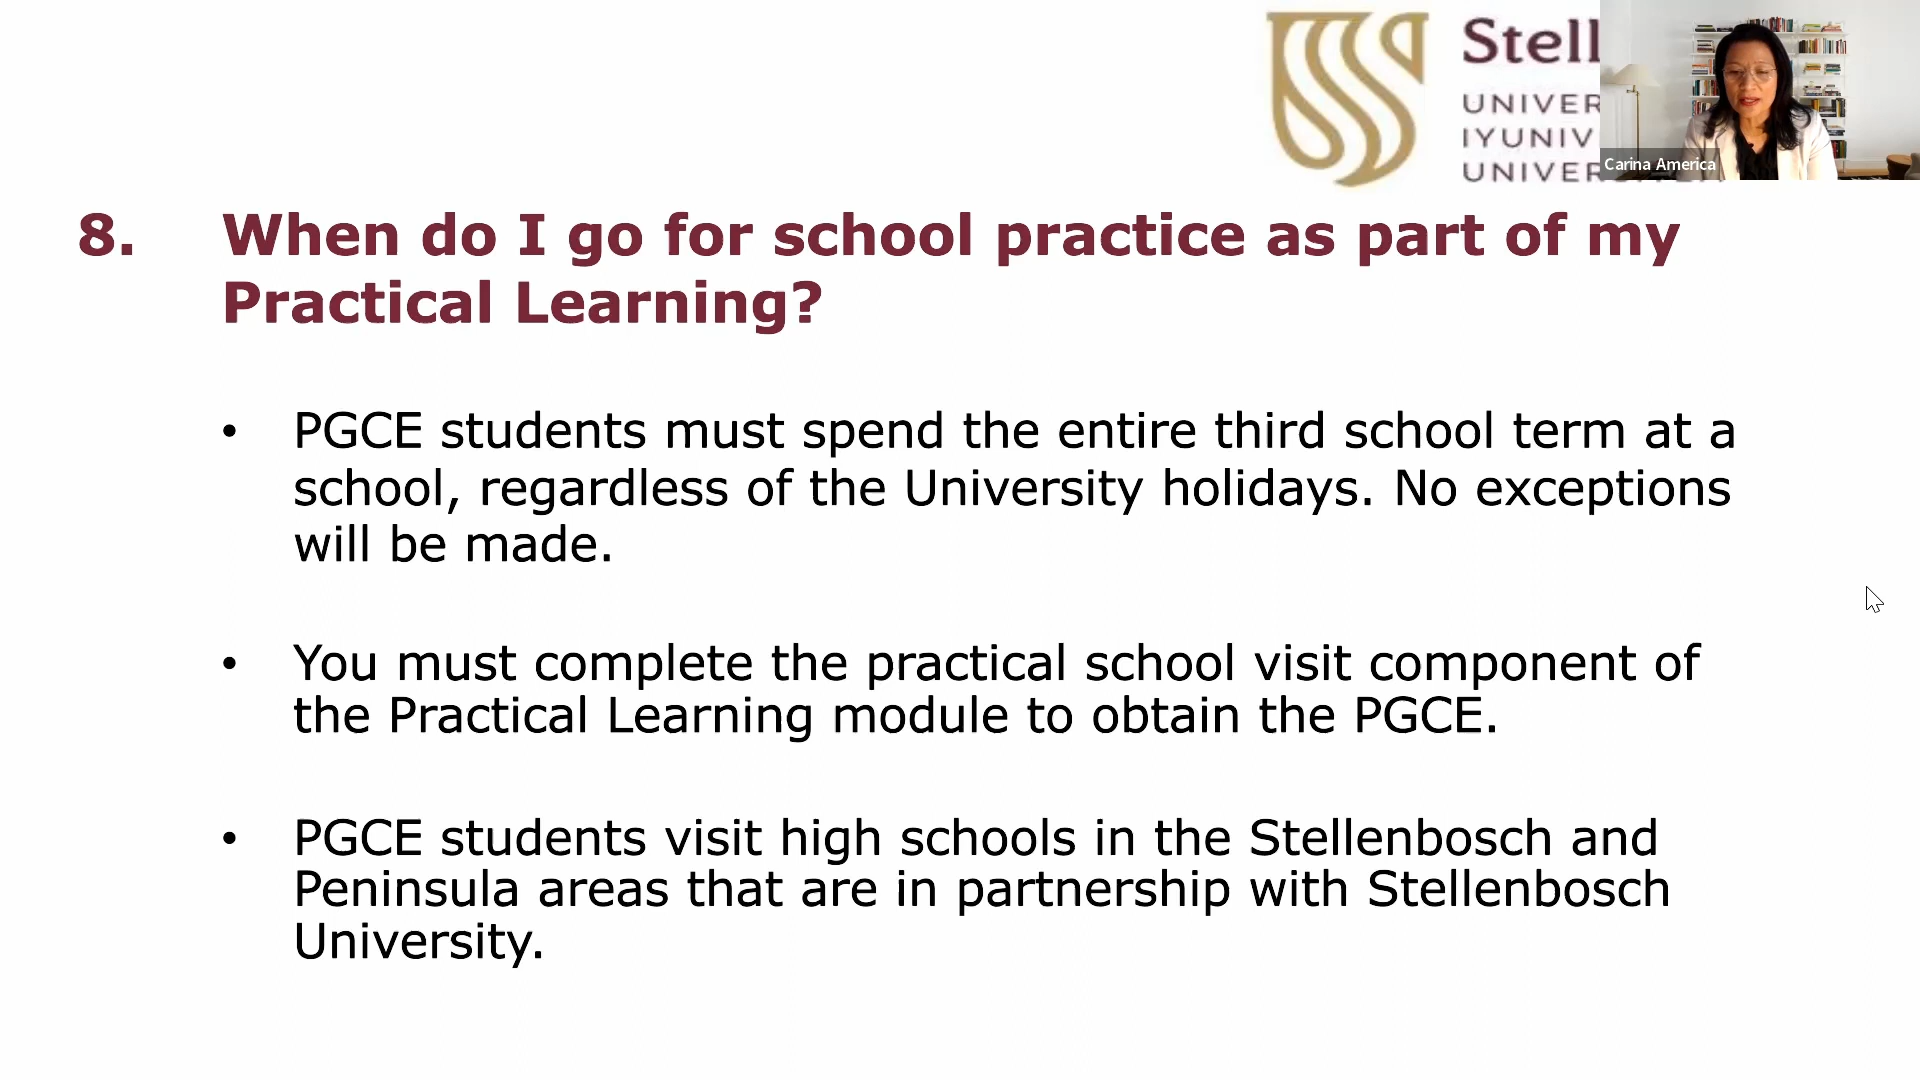 Stell
UNIVER
IYUNIV
UNIVER
Carina America
8. When do I go for school practice as part of my
Practical Learning?
• PGCE students must spend the entire third school term at a
school, regardless of the University holidays. No exceptions
will be made.
• You must complete the practical school visit component of
the Practical Learning module to obtain the PGCE.
• PGCE students visit high schools in the Stellenbosch and
Peninsula areas that are in partnership with Stellenbosch
University.